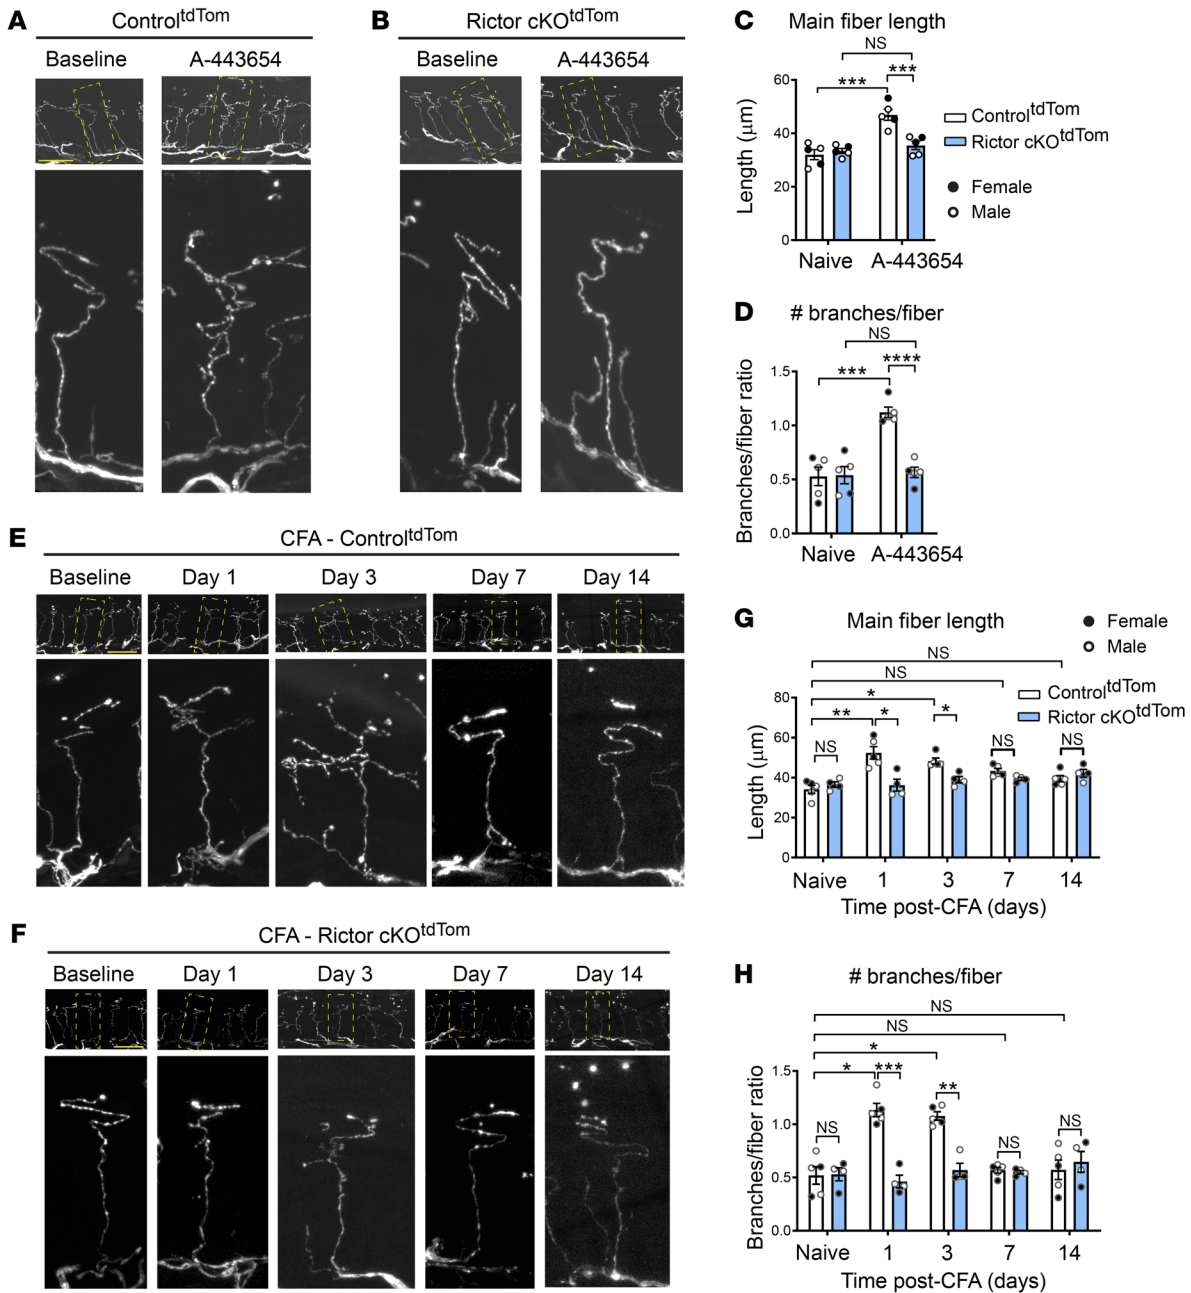 A
Control^tdTom
Baseline
A-443654
B
Rictor cKO^tdTom
Baseline
A-443654
C
Main fiber length
NS
***
***
Length (µm)
60
40
20
0
Naive
A-443654
Control^tdTom
Rictor cKO^tdTom
Female
Male
D
# branches/fiber
NS
****
***
Branches/fiber ratio
1.5
1.0
0.5
0.0
Naive
A-443654
E
CFA - Control^tdTom
Baseline
Day 1
Day 3
Day 7
Day 14
F
CFA - Rictor cKO^tdTom
Baseline
Day 1
Day 3
Day 7
Day 14
G
Main fiber length
Female
Male
Control^tdTom
Rictor cKO^tdTom
NS
NS
*
**
*
*
NS
NS
NS
Length (µm)
80
60
40
20
0
Naive
1
3
7
14
Time post-CFA (days)
H
# branches/fiber
NS
NS
*
*
***
**
NS
NS
NS
Branches/fiber ratio
1.5
1.0
0.5
0.0
Naive
1
3
7
14
Time post-CFA (days)